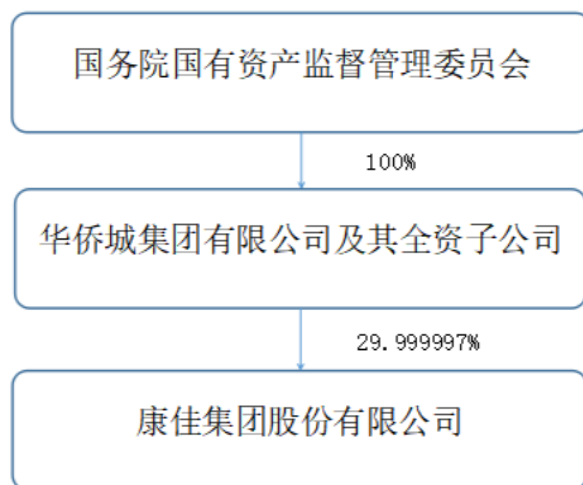 国务院国有资产监督管理委员会
100%
华侨城集团有限公司及其全资子公司
29.999997%
康佳集团股份有限公司